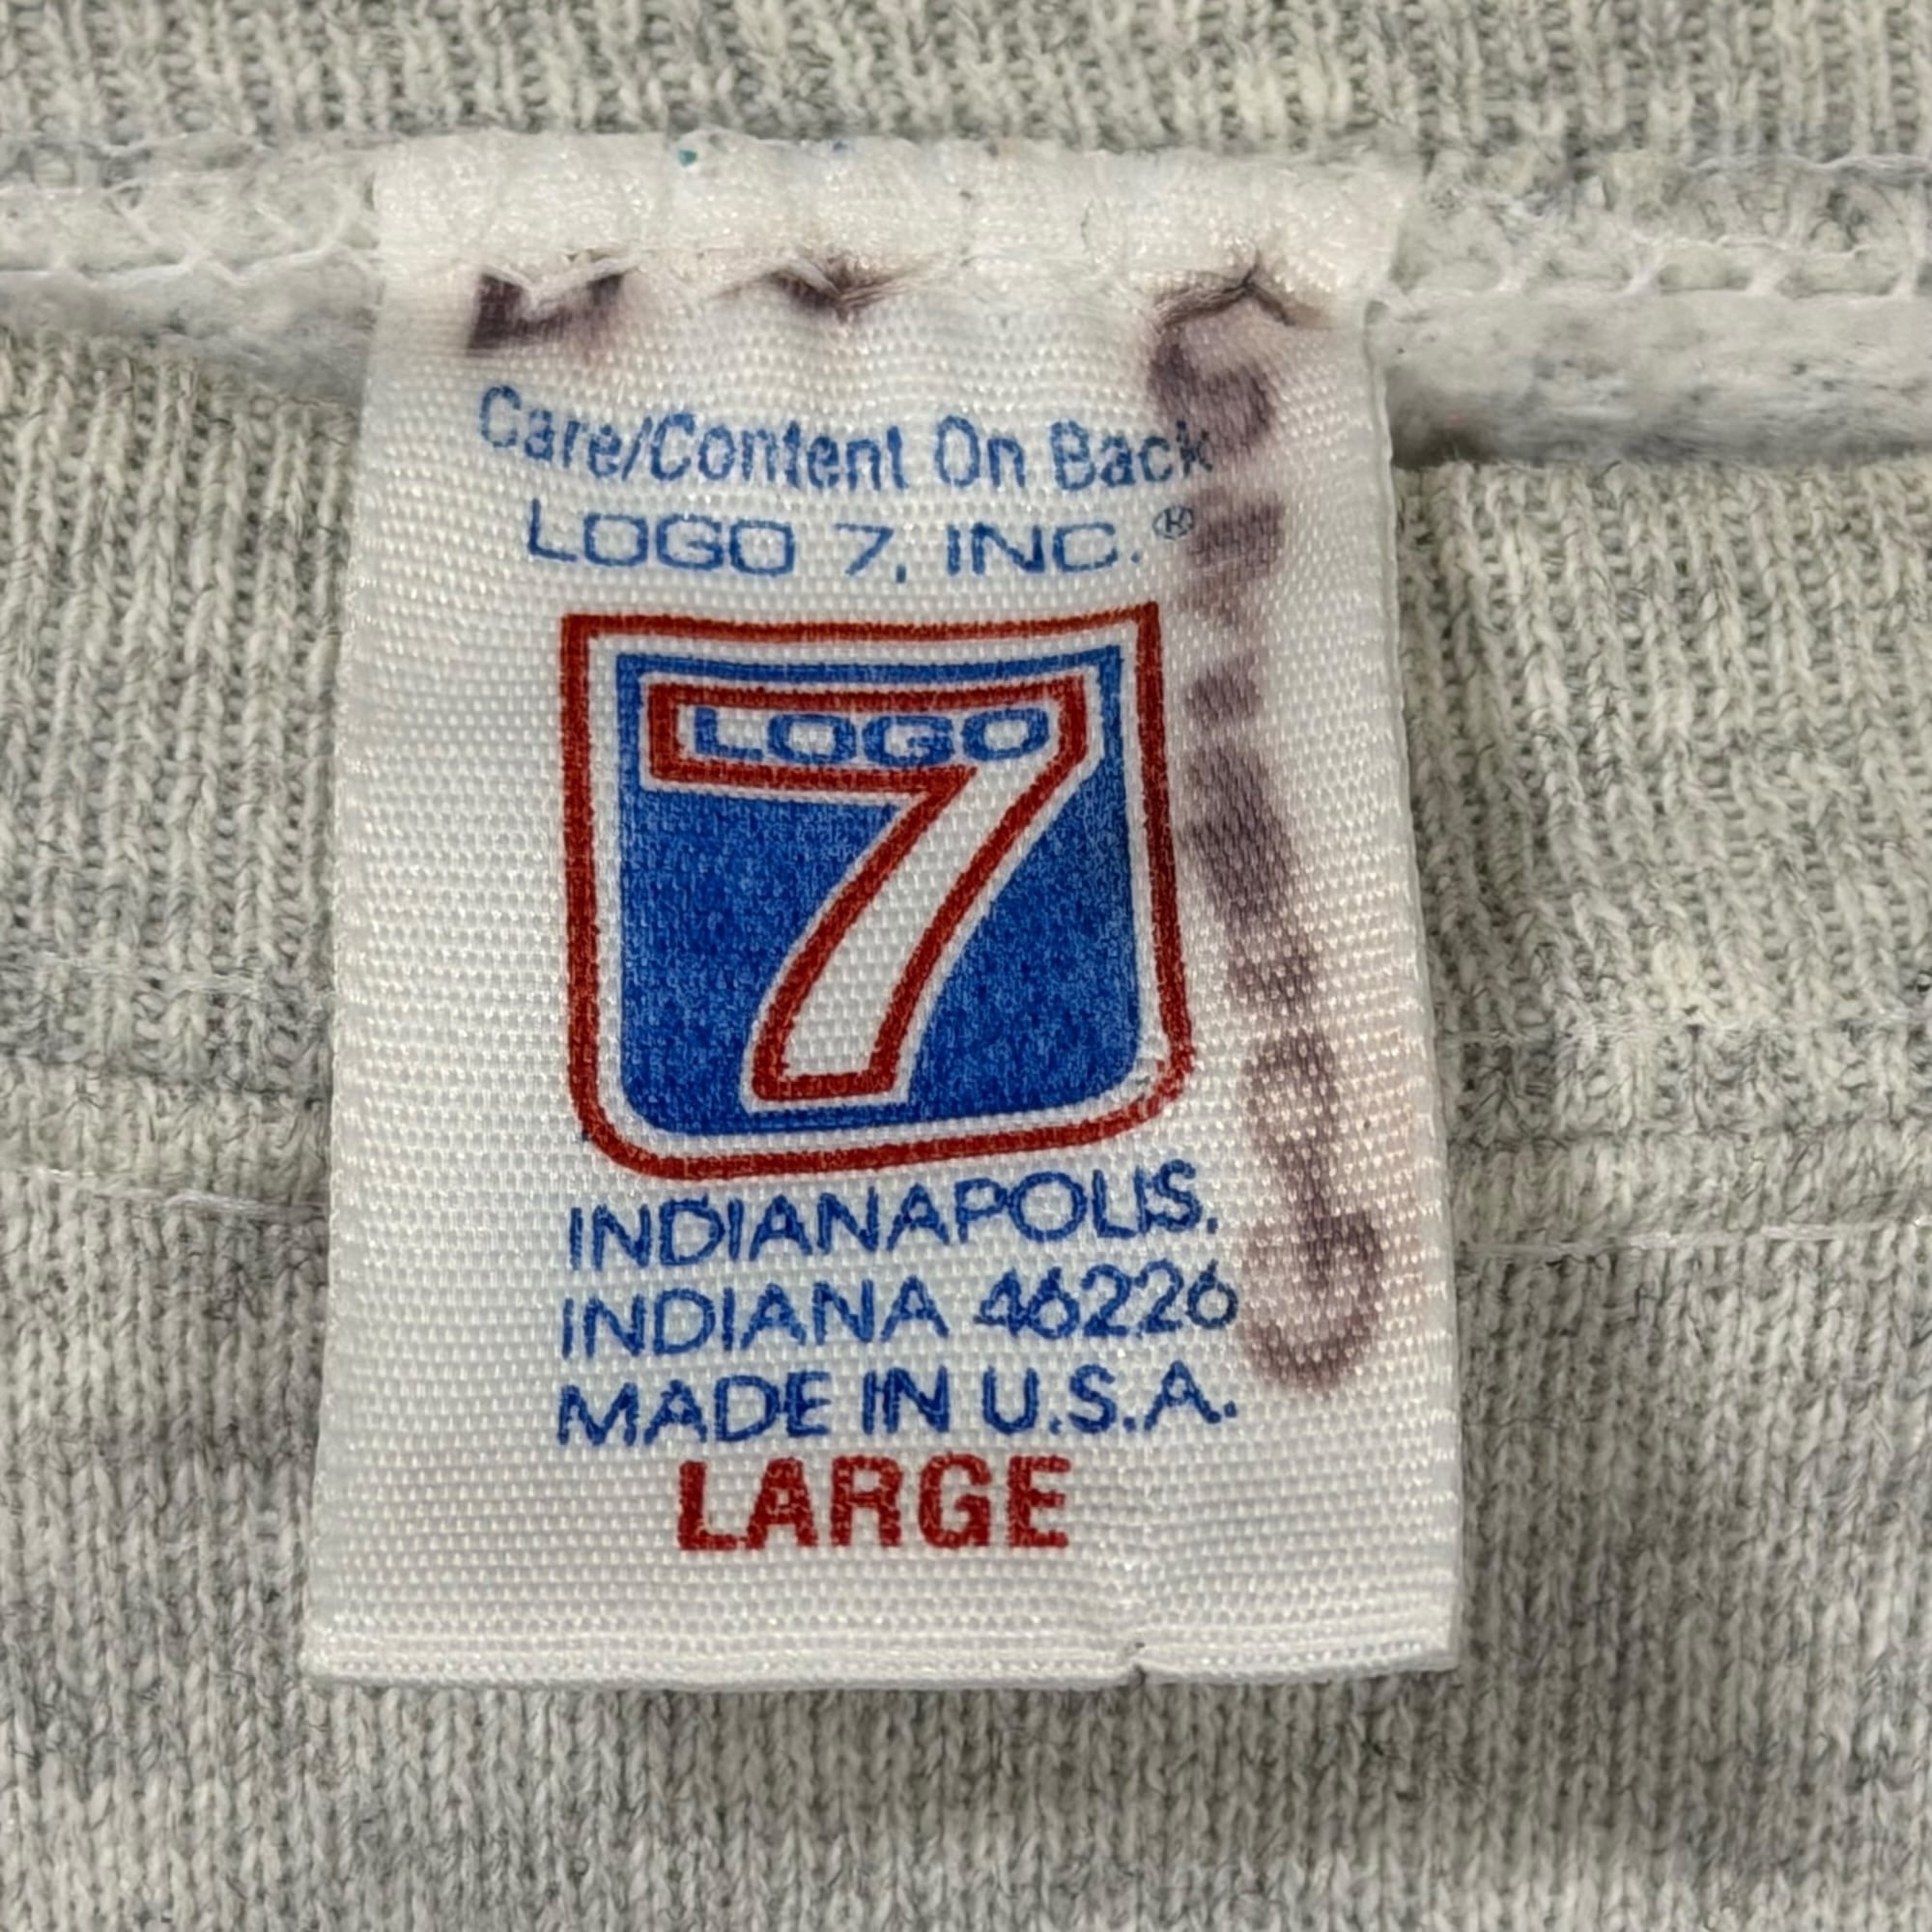 Care/Content On Back
LOGO 7, INC.®
LOGO
7
INDIANAPOLIS,
INDIANA 46226
MADE IN U.S.A.
LARGE